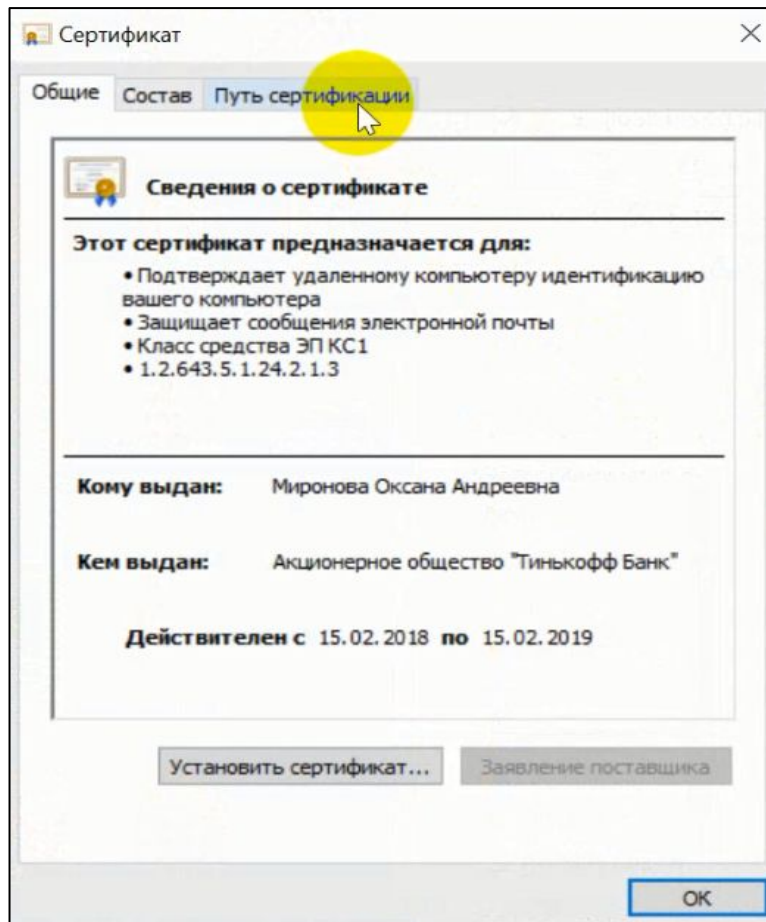 Сертификат
Общие Состав Путь сертификации
Сведения о сертификате
Этот сертификат предназначается для:
• Подтверждает удаленному компьютеру идентификацию
вашего компьютера
• Защищает сообщения электронной почты
• Класс средства ЭП КС1
• 1.2.643.5.1.24.2.1.3
Кому выдан: Миронова Оксана Андреевна
Кем выдан: Акционерное общество "Тинькофф Банк"
Действителен с 15.02.2018 по 15.02.2019
Установить сертификат... Заявление поставщика
ОК